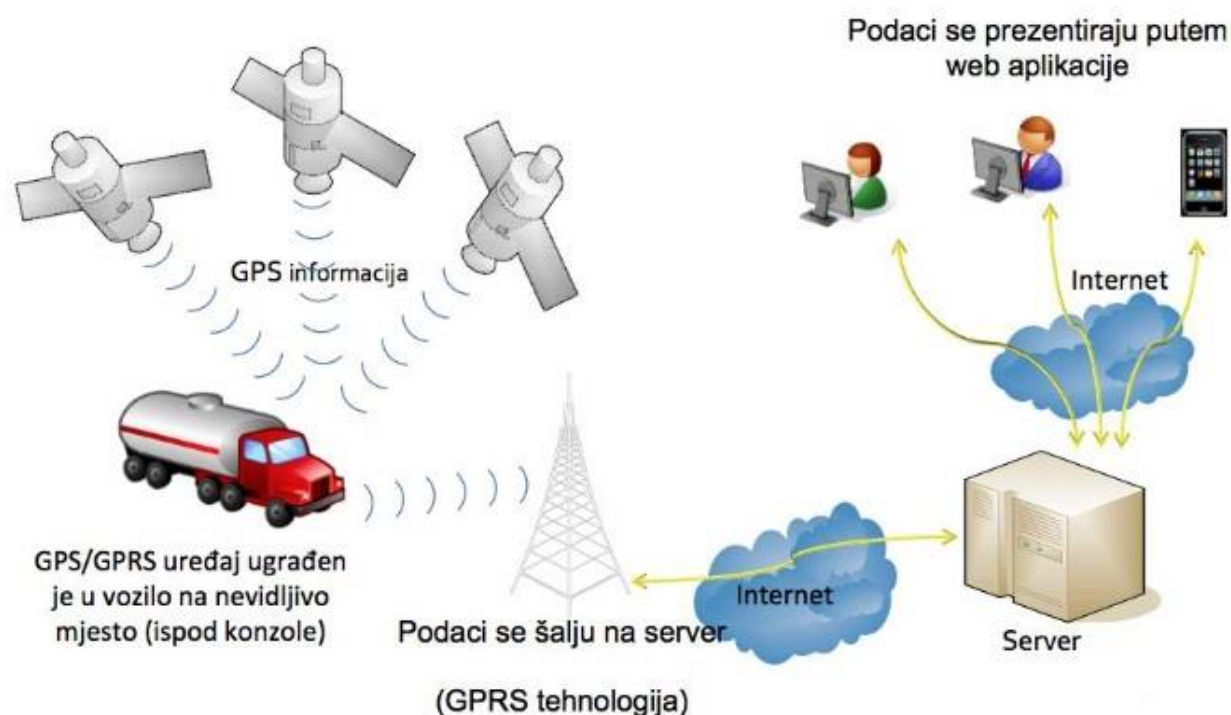 Podaci se prezentiraju putem
web aplikacije
GPS informacija
Internet
GPS/GPRS uređaj ugrađen
je u vozilo na nevidljivo
mjesto (ispod konzole)
Podaci se šalju na server
(GPRS tehnologija)
Internet
Server